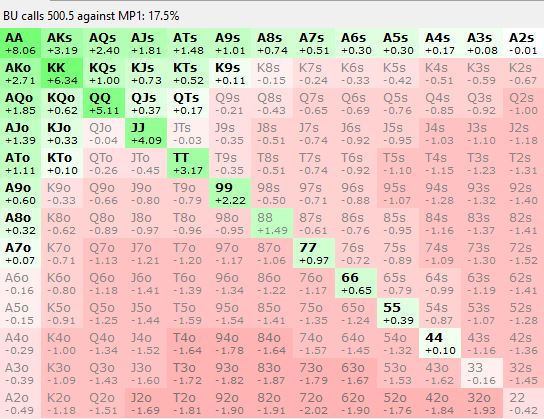 BU calls 500.5 against MP1: 17.5%
AA AKs AQs AJs ATs A9s A8s A7s A6s A5s A4s A3s A2s
+8.06 +3.19 +2.40 +1.81 +1.48 +1.01 +0.74 +0.51 +0.30 +0.30 +0.17 +0.08 -0.01
AKo KK KQs KJs KTs K9s K8s K7s K6s K5s K4s K3s K2s
+2.71 +6.34 +1.00 +0.73 +0.52 +0.11 -0.15 -0.24 -0.33 -0.42 -0.51 -0.59 -0.67
AQo KQo QQ QJs QTs Q9s Q8s Q7s Q6s Q5s Q4s Q3s Q2s
+1.85 +0.62 +5.11 +0.37 +0.17 -0.21 -0.43 -0.65 -0.69 -0.76 -0.85 -0.92 -1.00
AJo KJo QJo JJ JTs J9s J8s J7s J6s J5s J4s J3s J2s
+1.39 +0.33 -0.04 +4.09 -0.03 -0.35 -0.51 -0.74 -0.92 -0.95 -1.03 -1.10 -1.18
ATo KTo QTo JTo TT T9s T8s T7s T6s T5s T4s T3s T2s
+1.11 +0.10 -0.26 -0.45 +3.17 -0.35 -0.51 -0.74 -0.92 -1.10 -1.15 -1.23 -1.31
A9o K9o Q9o J9o T9o 99 98s 97s 96s 95s 94s 93s 92s
+0.60 -0.33 -0.66 -0.80 -0.79 +2.22 -0.50 -0.71 -0.88 -1.07 -1.28 -1.32 -1.40
A8o K8o Q8o J8o T8o 98o 88 87s 86s 85s 84s 83s 82s
+0.32 -0.62 -0.89 -0.97 -0.96 -0.95 +1.49 -0.61 -0.76 -0.95 -1.16 -1.37 -1.41
A7o K7o Q7o J7o T7o 97o 87o 77 76s 75s 74s 73s 72s
+0.07 -0.71 -1.13 -1.21 -1.20 -1.17 -1.06 +0.97 -0.72 -0.89 -1.09 -1.30 -1.52
A6o K6o Q6o J6o T6o 96o 86o 76o 66 65s 64s 63s 62s
-0.16 -0.80 -1.18 -1.41 -1.39 -1.34 -1.22 -1.17 +0.65 -0.79 -0.99 -1.19 -1.41
A5o K5o Q5o J5o T5o 95o 85o 75o 65o 55 54s 53s 52s
-0.15 -0.91 -1.25 -1.44 -1.59 -1.54 -1.41 -1.35 -1.24 +0.39 -0.87 -1.07 -1.28
A4o K4o Q4o J4o T4o 94o 84o 74o 64o 54o 44 43s 42s
-0.29 -1.00 -1.34 -1.52 -1.64 -1.78 -1.64 -1.57 -1.45 -1.32 +0.10 -1.16 -1.36
A3o K3o Q3o J3o T3o 93o 83o 73o 63o 53o 43o 33 32s
-0.39 -1.09 -1.43 -1.60 -1.72 -1.82 -1.87 -1.79 -1.67 -1.53 -1.62 -0.16 -1.45
A2o K2o Q2o J2o T2o 92o 82o 72o 62o 52o 42o 32o 22
-0.49 -1.18 -1.51 -1.69 -1.81 -1.90 -1.91 -2.02 -1.90 -1.76 -1.84 -1.93 -0.42